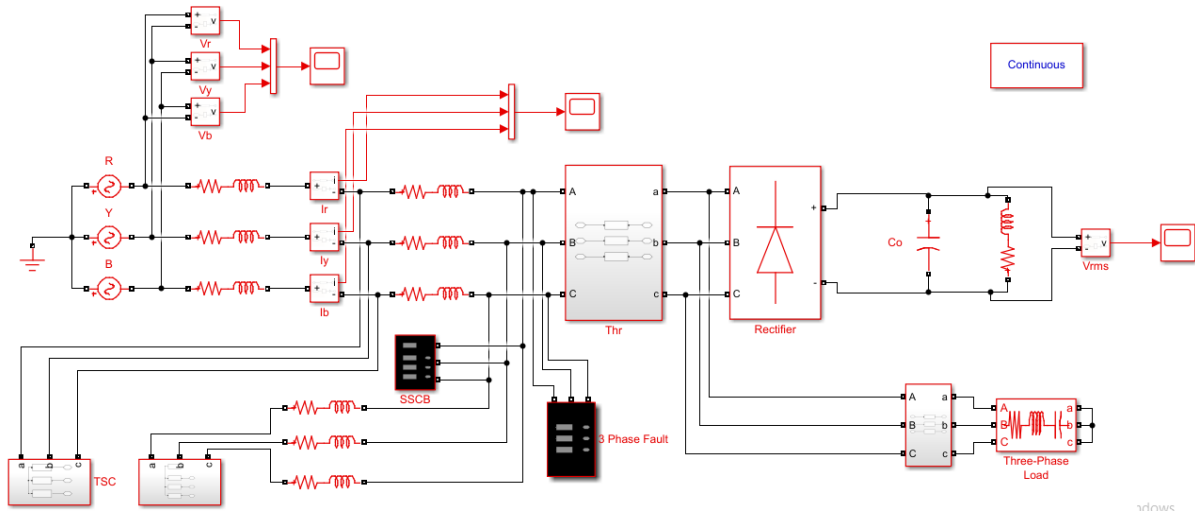 Vr
Vy
Vb
Continuous
R
Y
B
Ir
Iy
Ib
+
-
v
+
-
v
+
-
v
+
i
-
+
i
-
+
i
-
A
B
C
a
b
c
Thr
A
B
C
+
-
Rectifier
Co
+
+
-
v
Vrms
SSCB
3 Phase Fault
a
b
c
TSC
a
b
c
A
B
C
a
b
c
A
B
C
a
b
c
Three-Phase
Load